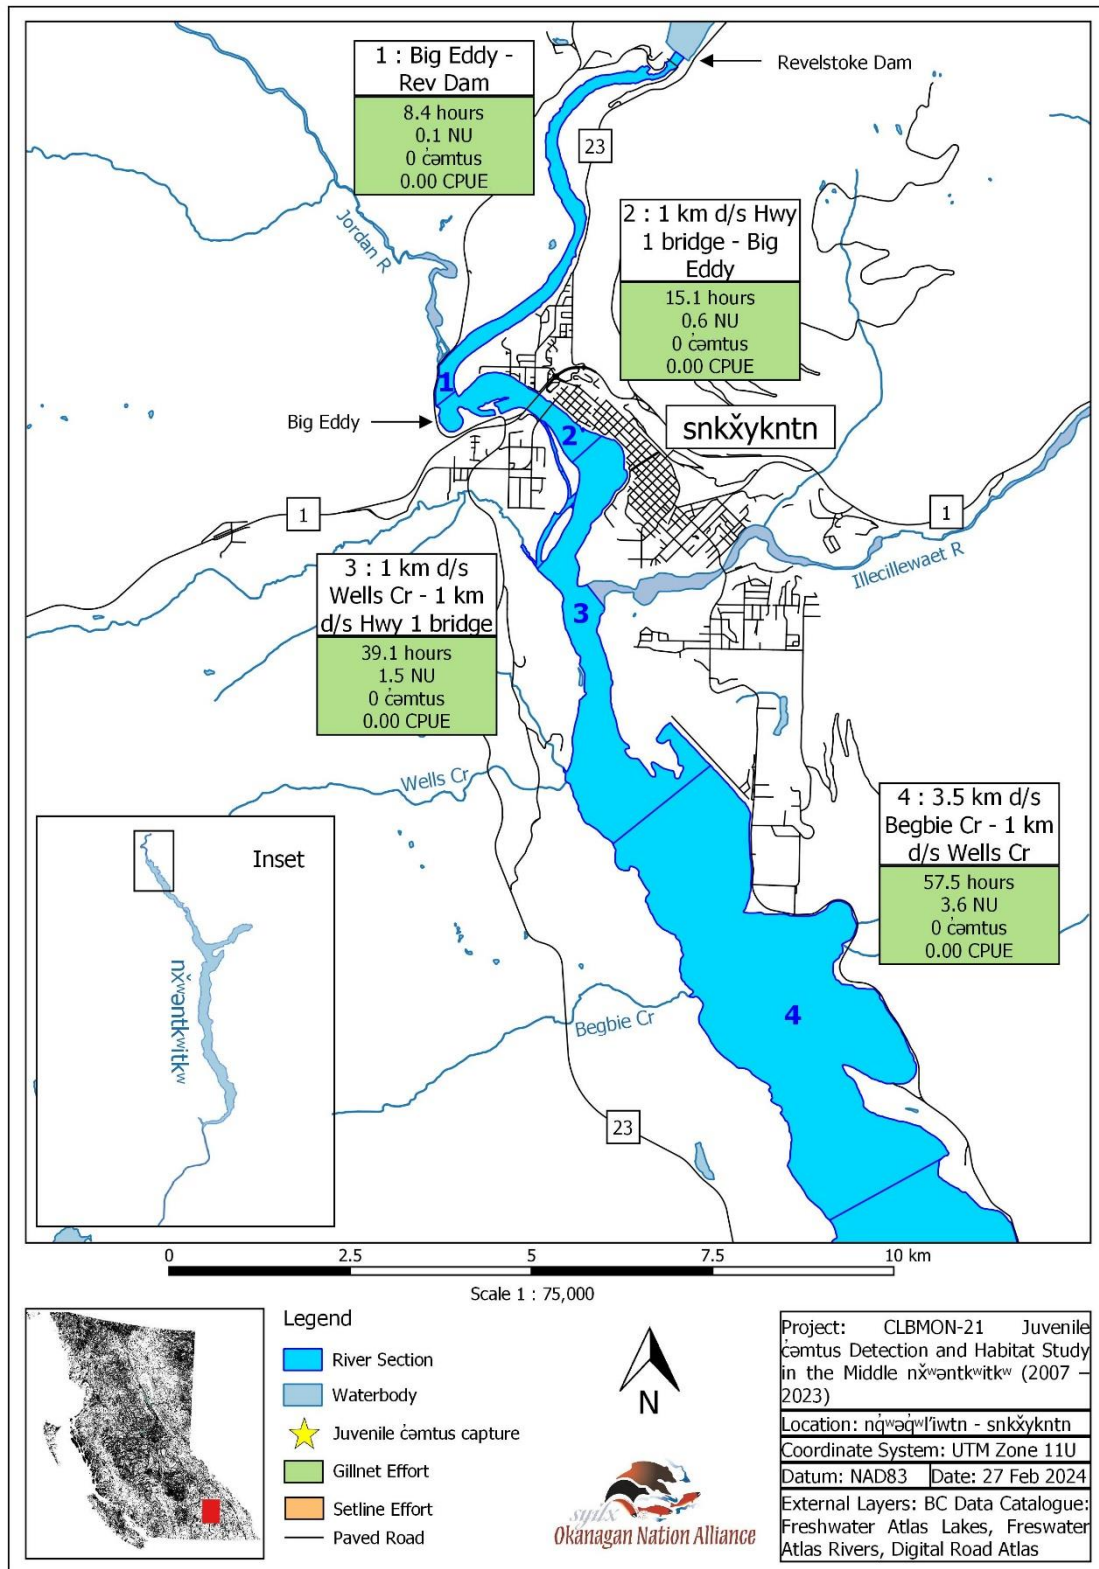 Revelstoke Dam
1 : Big Eddy -
Rev Dam
8.4 hours
0.1 NU
0 c̓əmtus
0.00 CPUE
23
2 : 1 km d/s Hwy
1 bridge - Big
Eddy
15.1 hours
0.6 NU
0 c̓əmtus
0.00 CPUE
Jordan R
1
Big Eddy
2
snkx̌ykntn
1
1
Illecillewaet R
3 : 1 km d/s
Wells Cr - 1 km
d/s Hwy 1 bridge
39.1 hours
1.5 NU
0 c̓əmtus
0.00 CPUE
3
Wells Cr
4 : 3.5 km d/s
Begbie Cr - 1 km
d/s Wells Cr
57.5 hours
3.6 NU
0 c̓əmtus
0.00 CPUE
Inset
nx̌ʷəntkʷitkʷ
Begbie Cr
4
23
0 2.5 5 7.5 10 km
Scale 1 : 75,000
Legend
River Section
Waterbody
Juvenile c̓əmtus capture
Gillnet Effort
Setline Effort
Paved Road
N
syilx
Okanagan Nation Alliance
Project: CLBMON-21 Juvenile
c̓əmtus Detection and Habitat Study
in the Middle nx̌ʷəntkʷitkʷ (2007 –
2023)
Location: nq̓ʷəq̓ʷl̓iwtn - snkx̌ykntn
Coordinate System: UTM Zone 11U
Datum: NAD83 Date: 27 Feb 2024
External Layers: BC Data Catalogue:
Freshwater Atlas Lakes, Freswater
Atlas Rivers, Digital Road Atlas